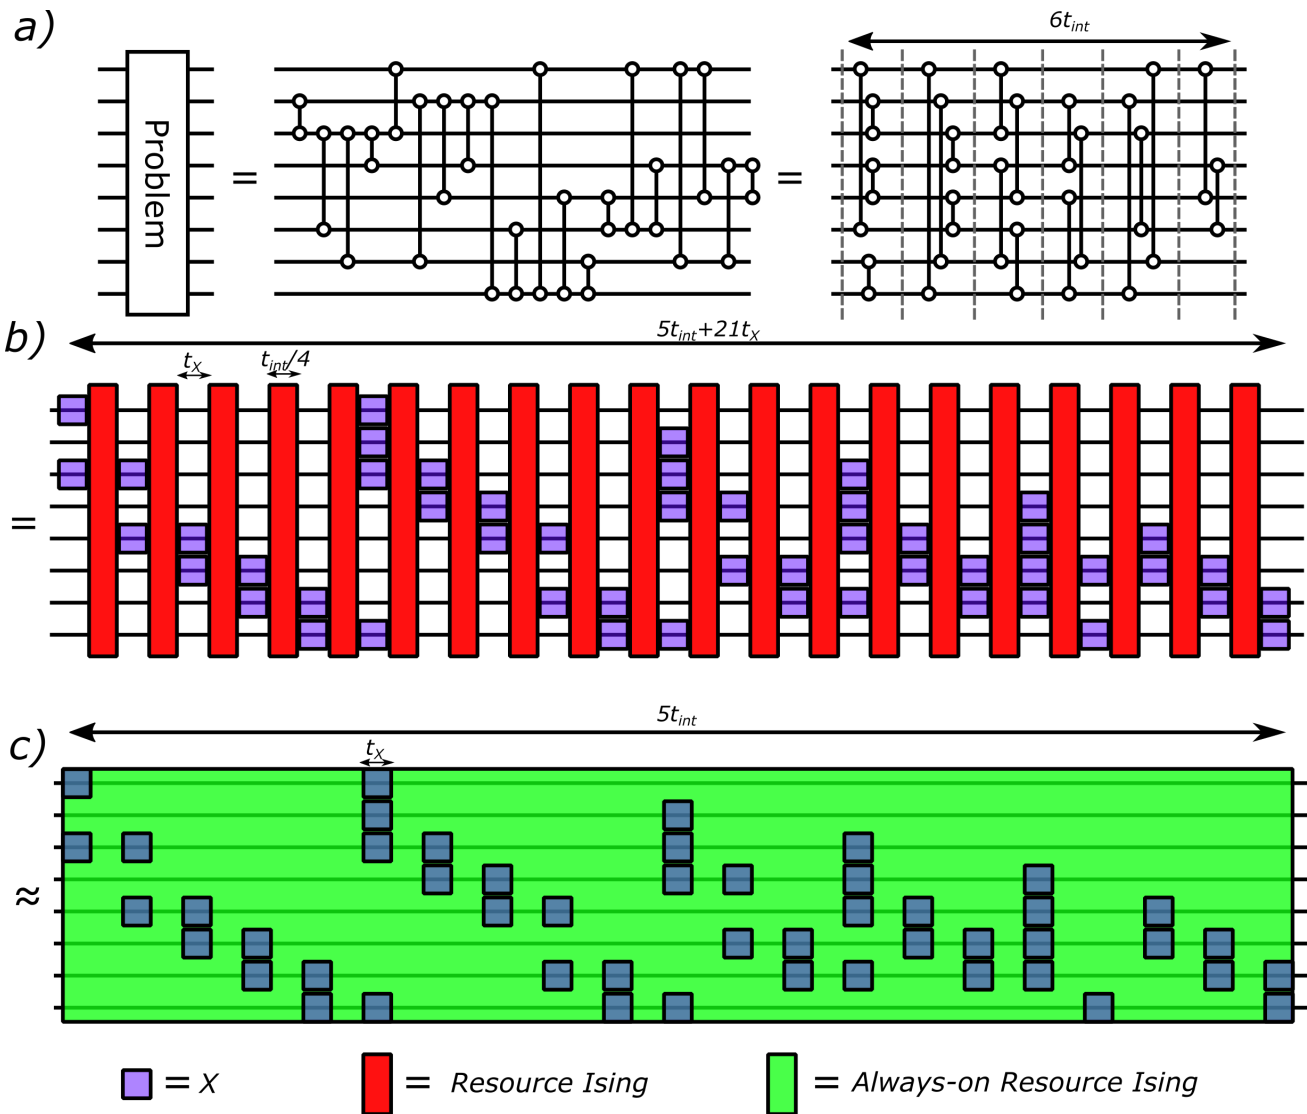 a)
6t_int
Problem
=
=
b)
5t_int+21t_X
t_X
t_int/4
=
c)
5t_int
t_X
≈
= X
= Resource Ising
= Always-on Resource Ising